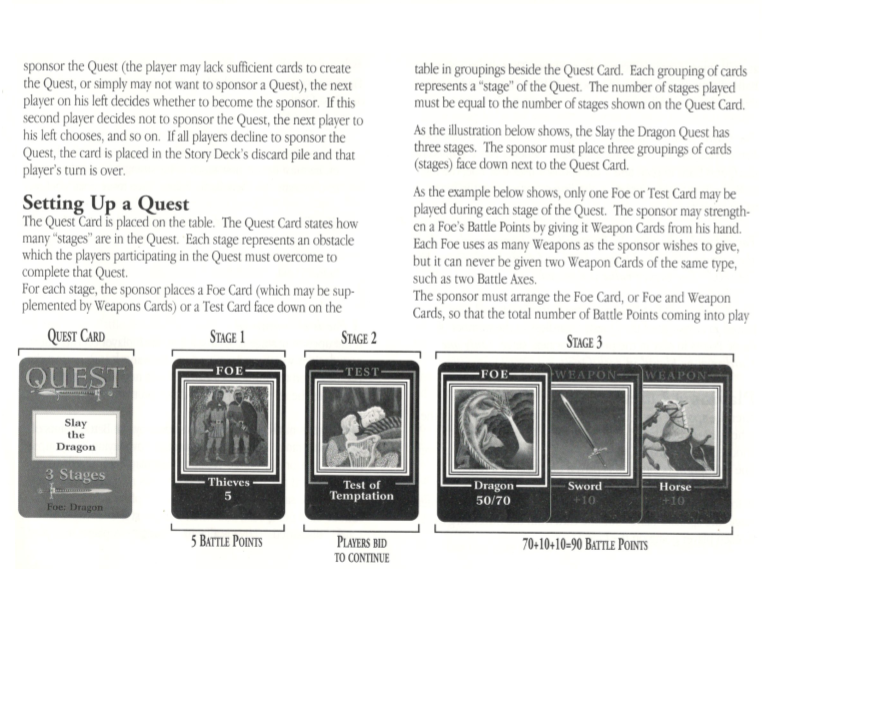 sponsor the Quest (the player may lack sufficient cards to create
the Quest, or simply may not want to sponsor a Quest), the next
player on his left decides whether to become the sponsor. If this
second player decides not to sponsor the Quest, the next player to
his left chooses, and so on. If all players decline to sponsor the
Quest, the card is placed in the Story Deck's discard pile and that
player's turn is over.
Setting Up a Quest
The Quest Card is placed on the table. The Quest Card states how
many "stages" are in the Quest. Each stage represents an obstacle
which the players participating in the Quest must overcome to
complete that Quest.
For each stage, the sponsor places a Foe Card (which may be sup-
plemented by Weapons Cards) or a Test Card face down on the
table in groupings beside the Quest Card. Each grouping of cards
represents a "stage" of the Quest. The number of stages played
must be equal to the number of stages shown on the Quest Card.
As the illustration below shows, the Slay the Dragon Quest has
three stages. The sponsor must place three groupings of cards
(stages) face down next to the Quest Card.
As the example below shows, only one Foe or Test Card may be
played during each stage of the Quest. The sponsor may strength-
en a Foe's Battle Points by giving it Weapon Cards from his hand.
Each Foe uses as many Weapons as the sponsor wishes to give,
but it can never be given two Weapon Cards of the same type,
such as two Battle Axes.
The sponsor must arrange the Foe Card, or Foe and Weapon
Cards, so that the total number of Battle Points coming into play
QUEST CARD
QUEST
Slay
the
Dragon
3 Stages
Foe: Dragon
STAGE 1
FOE
Thieves
5
5 BATTLE POINTS
STAGE 2
TEST
Test of
Temptation
PLAYERS BID
TO CONTINUE
STAGE 3
FOE
Dragon
50/70
WEAPON
Sword
+10
WEAPON
Horse
+10
70+10+10=90 BATTLE POINTS